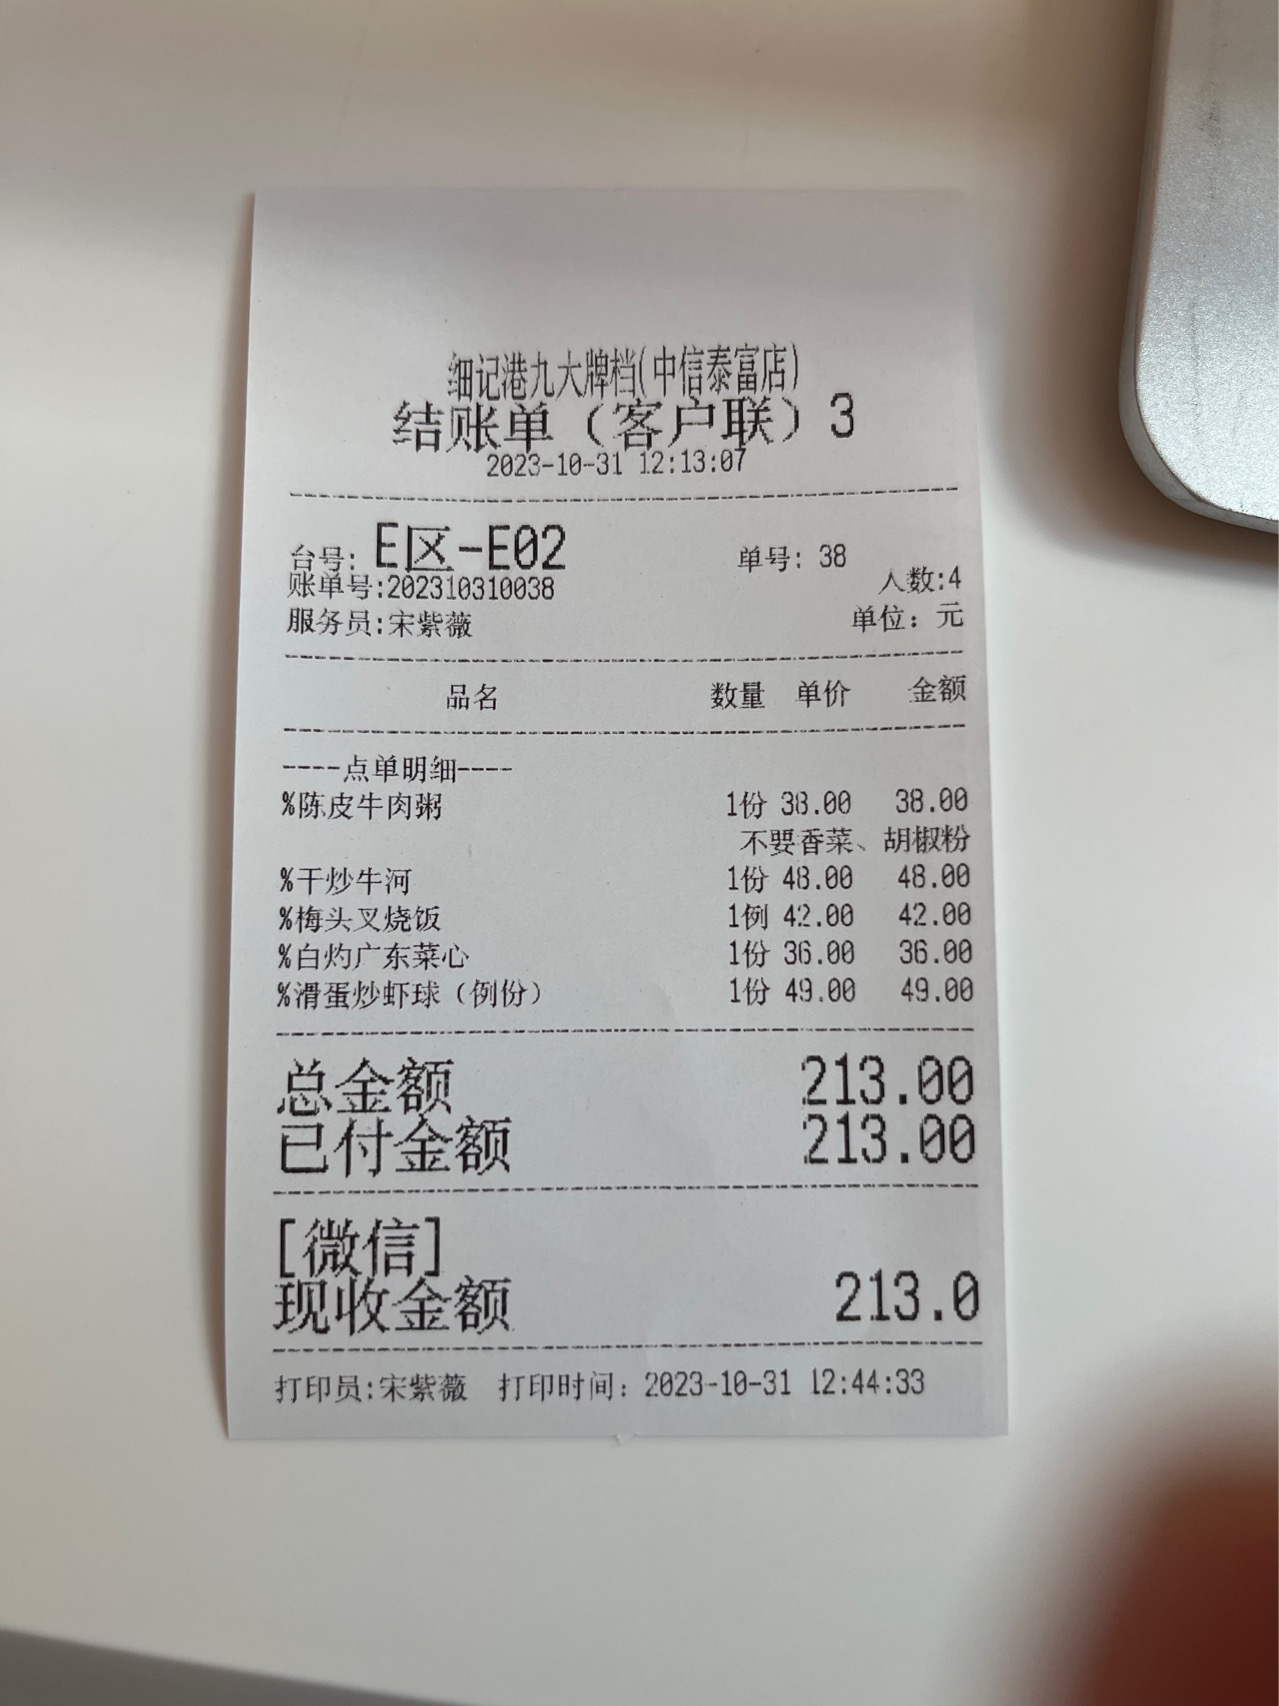 细记港九大牌档(中信泰富店)
结账单（客户联）3
2023-10-31 12:13:07
台号: E区-E02 单号: 38
账单号:202310310038 人数:4
服务员:宋紫薇 单位: 元
品名 数量 单价 金额
----点单明细----
%陈皮牛肉粥 1份 38.00 38.00
不要香菜、胡椒粉
%干炒牛河 1份 48.00 48.00
%梅头叉烧饭 1例 42.00 42.00
%白灼广东菜心 1份 36.00 36.00
%滑蛋炒虾球（例份） 1份 49.00 49.00
总金额 213.00
已付金额 213.00
[微信]
现收金额 213.0
打印员:宋紫薇 打印时间: 2023-10-31 12:44:33